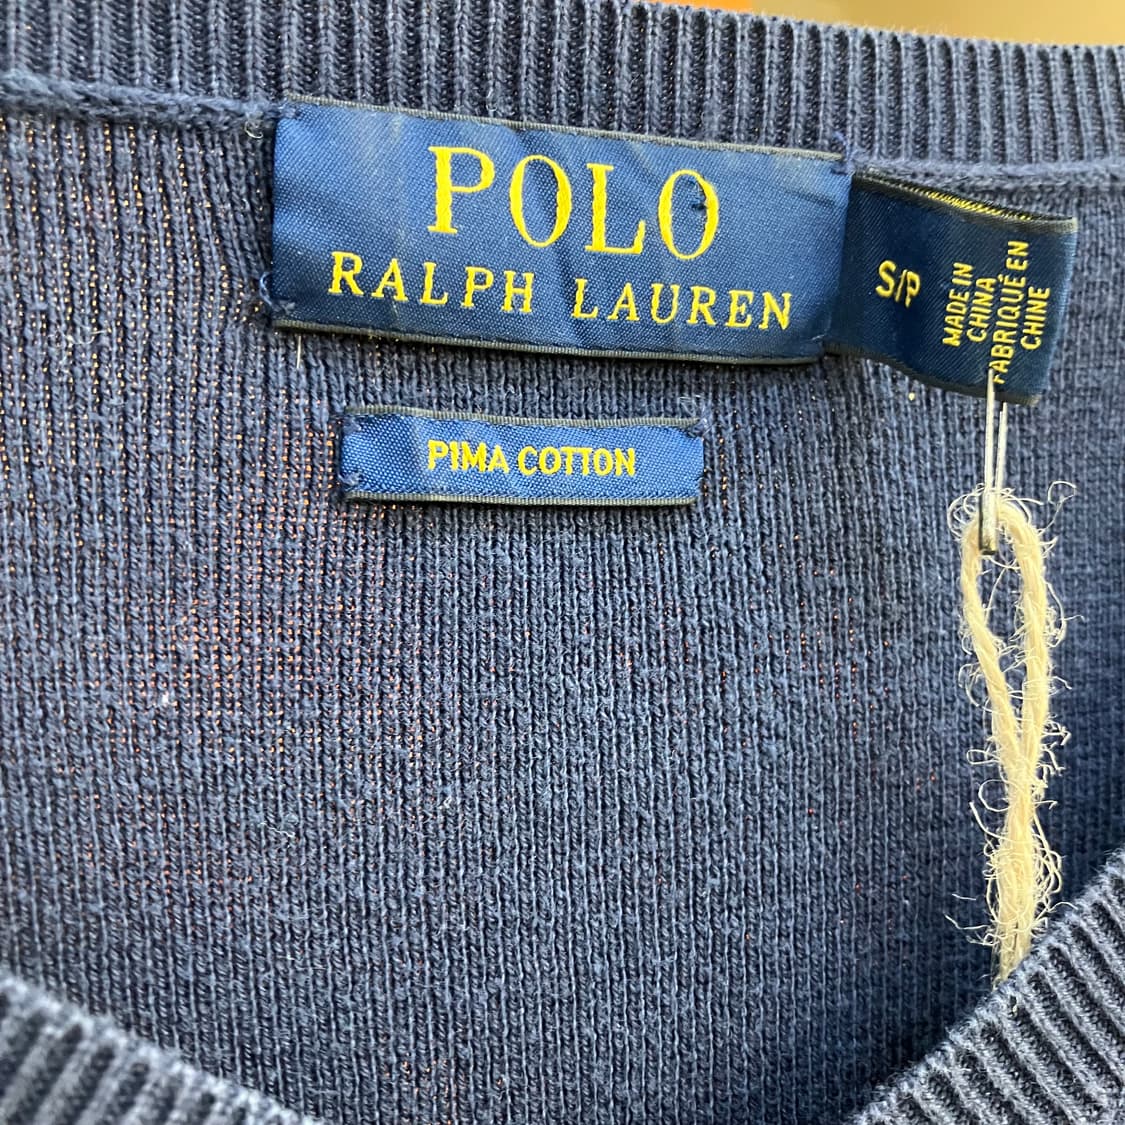 POLO
RALPH LAUREN
S/P
MADE IN
CHINA
FABRIQUÉ EN
CHINE
PIMA COTTON